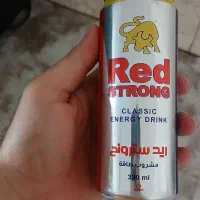 Red
STRONG
CLASSIC
ENERGY DRINK
ريد سترونج
مشروب طاقة
330 ml